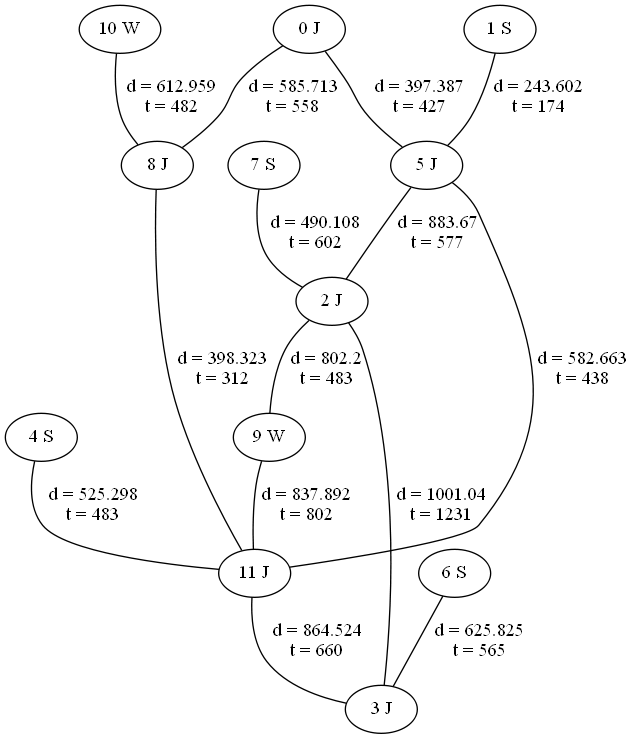 10 W
0 J
1 S
d = 612.959
t = 482
d = 585.713
t = 558
d = 397.387
t = 427
d = 243.602
t = 174
8 J
7 S
5 J
d = 490.108
t = 602
d = 883.67
t = 577
2 J
d = 398.323
t = 312
d = 802.2
t = 483
d = 582.663
t = 438
4 S
9 W
d = 525.298
t = 483
d = 837.892
t = 802
d = 1001.04
t = 1231
11 J
6 S
d = 864.524
t = 660
d = 625.825
t = 565
3 J